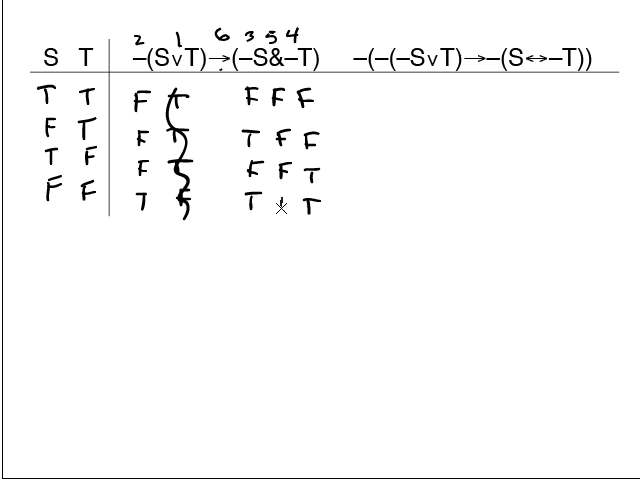 2 1 6 3 5 4
S T –(SvT)→(–S&–T) –(–(–SvT)→–(S↔–T))
T T F T F F F
F T F T T F F
T F F T F F T
F F T F T T